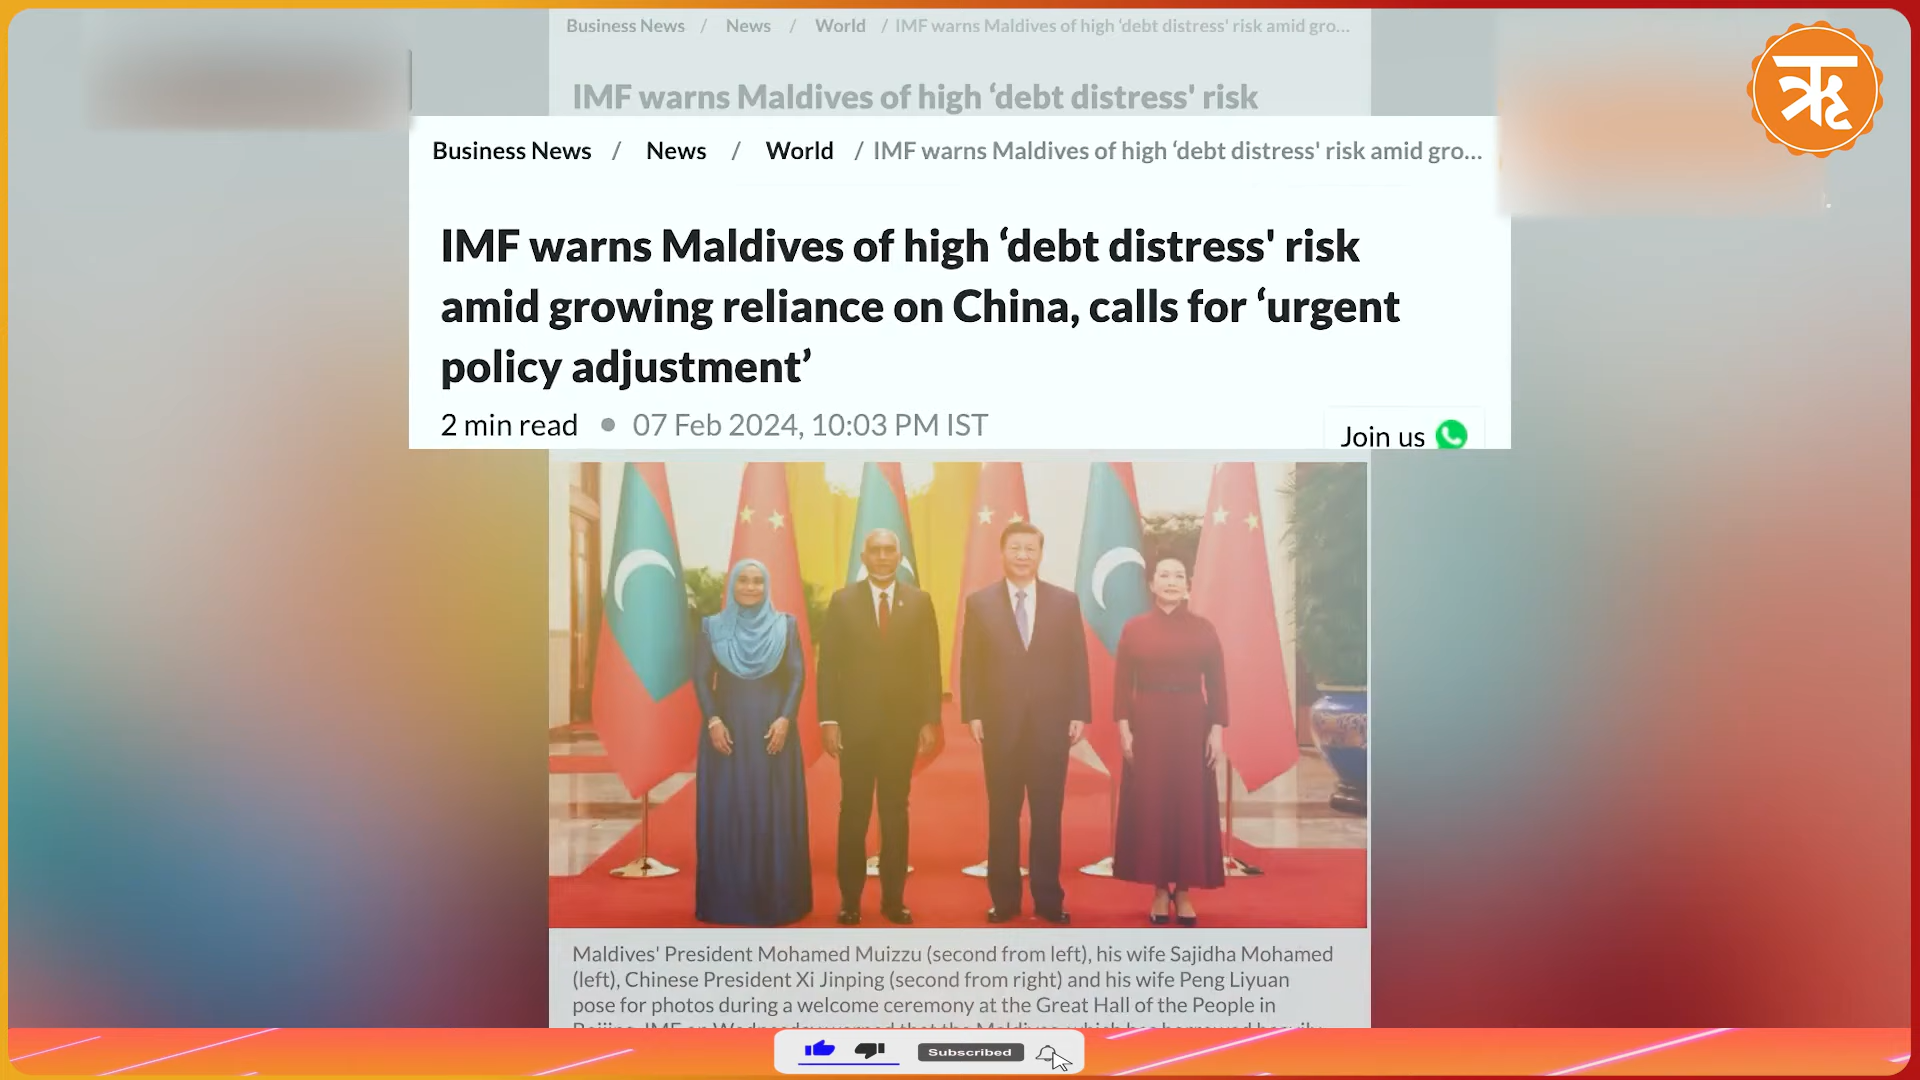 Business News / News / World / IMF warns Maldives of high ‘debt distress' risk amid gro...
IMF warns Maldives of high ‘debt distress' risk
ऋ
Business News / News / World / IMF warns Maldives of high ‘debt distress' risk amid gro...
IMF warns Maldives of high ‘debt distress' risk
amid growing reliance on China, calls for ‘urgent
policy adjustment’
2 min read • 07 Feb 2024, 10:03 PM IST
Join us
Maldives' President Mohamed Muizzu (second from left), his wife Sajidha Mohamed
(left), Chinese President Xi Jinping (second from right) and his wife Peng Liyuan
pose for photos during a welcome ceremony at the Great Hall of the People in
Subscribed